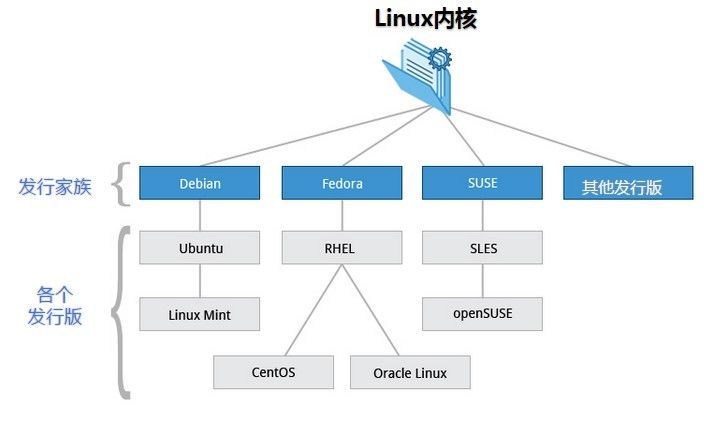 Linux内核
发行家族
Debian
Fedora
SUSE
其他发行版
各个
发行版
Ubuntu
RHEL
SLES
Linux Mint
openSUSE
CentOS
Oracle Linux